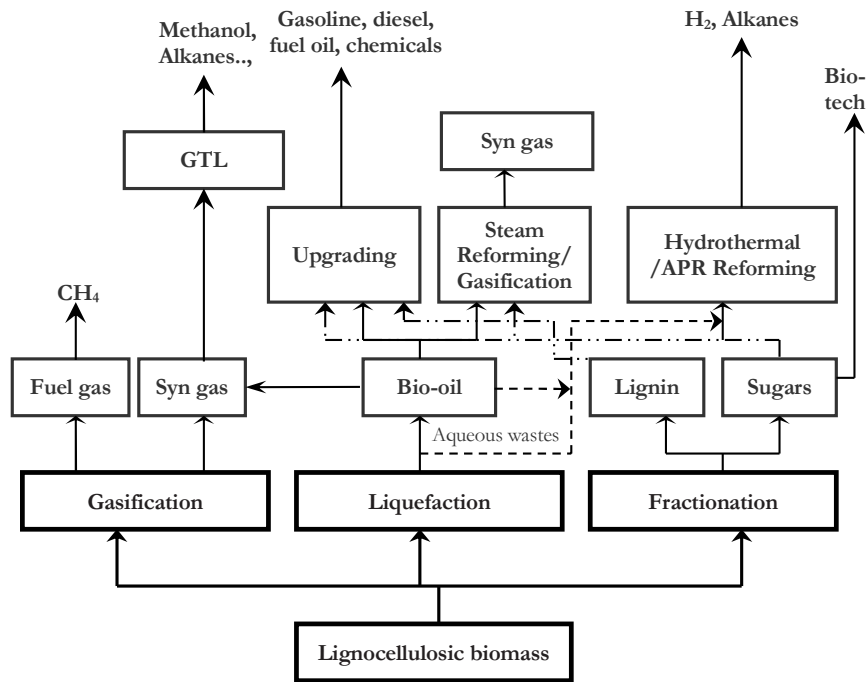 Methanol,
Alkanes..,
Gasoline, diesel,
fuel oil, chemicals
H₂, Alkanes
Bio-
tech
GTL
Syn gas
Upgrading
Steam
Reforming/
Gasification
Hydrothermal
/APR Reforming
CH₄
Fuel gas
Syn gas
Bio-oil
Lignin
Sugars
Aqueous wastes
Gasification
Liquefaction
Fractionation
Lignocellulosic biomass